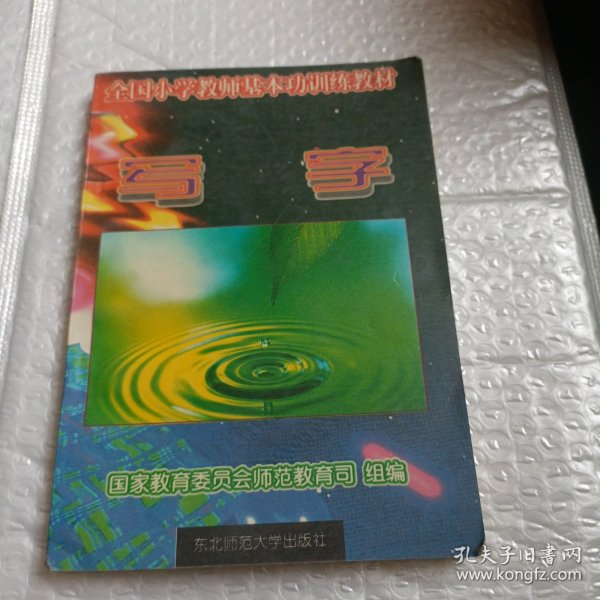 全国小学教师基本功训练教材
写字
国家教育委员会师范教育司 组编
东北师范大学出版社
孔夫子旧书网
www.kongfz.com